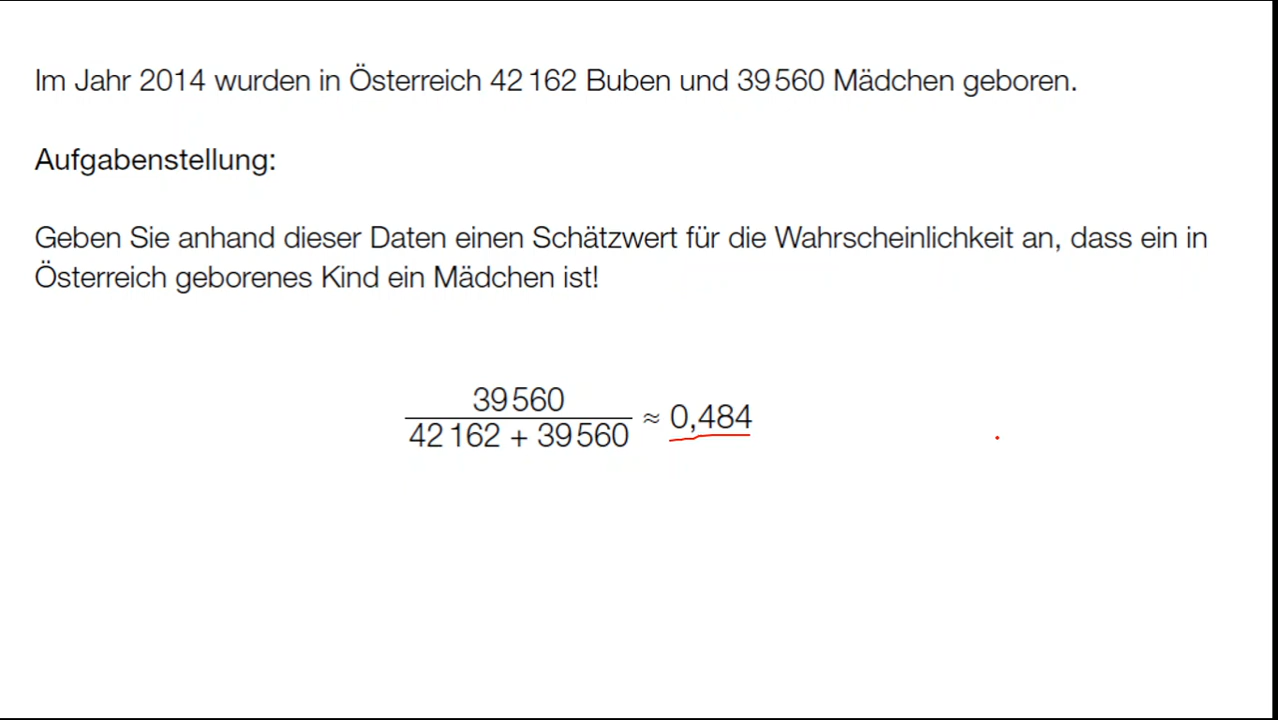 Im Jahr 2014 wurden in Österreich 42 162 Buben und 39 560 Mädchen geboren.
Aufgabenstellung:
Geben Sie anhand dieser Daten einen Schätzwert für die Wahrscheinlichkeit an, dass ein in
Österreich geborenes Kind ein Mädchen ist!
39 560
42 162 + 39 560
≈ 0,484